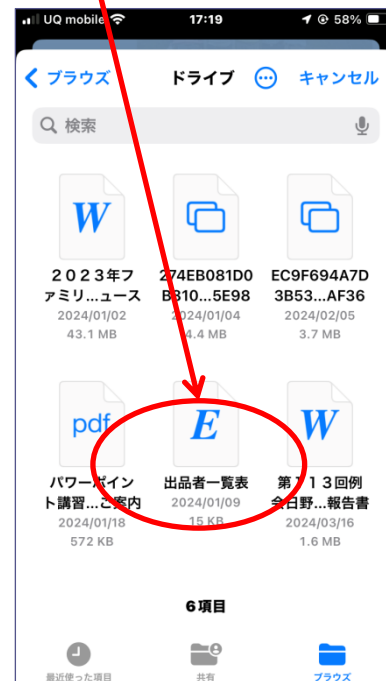 UQ mobile 17:19 58%
ブラウズ ドライブ キャンセル
検索
W
2023年フ 274EB081D0 EC9F694A7D
ァミリ...ュース B310...5E98 3B53...AF36
2024/01/02 2024/01/04 2024/02/05
43.1 MB 4.4 MB 3.7 MB
pdf E W
パワーポイン 出品者一覧表 第113回例
ト講習...ご案内 2024/01/09 会日野...報告書
2024/01/18 15 KB 2024/03/16
572 KB 1.6 MB
6項目
最近使った項目 共有 ブラウズ